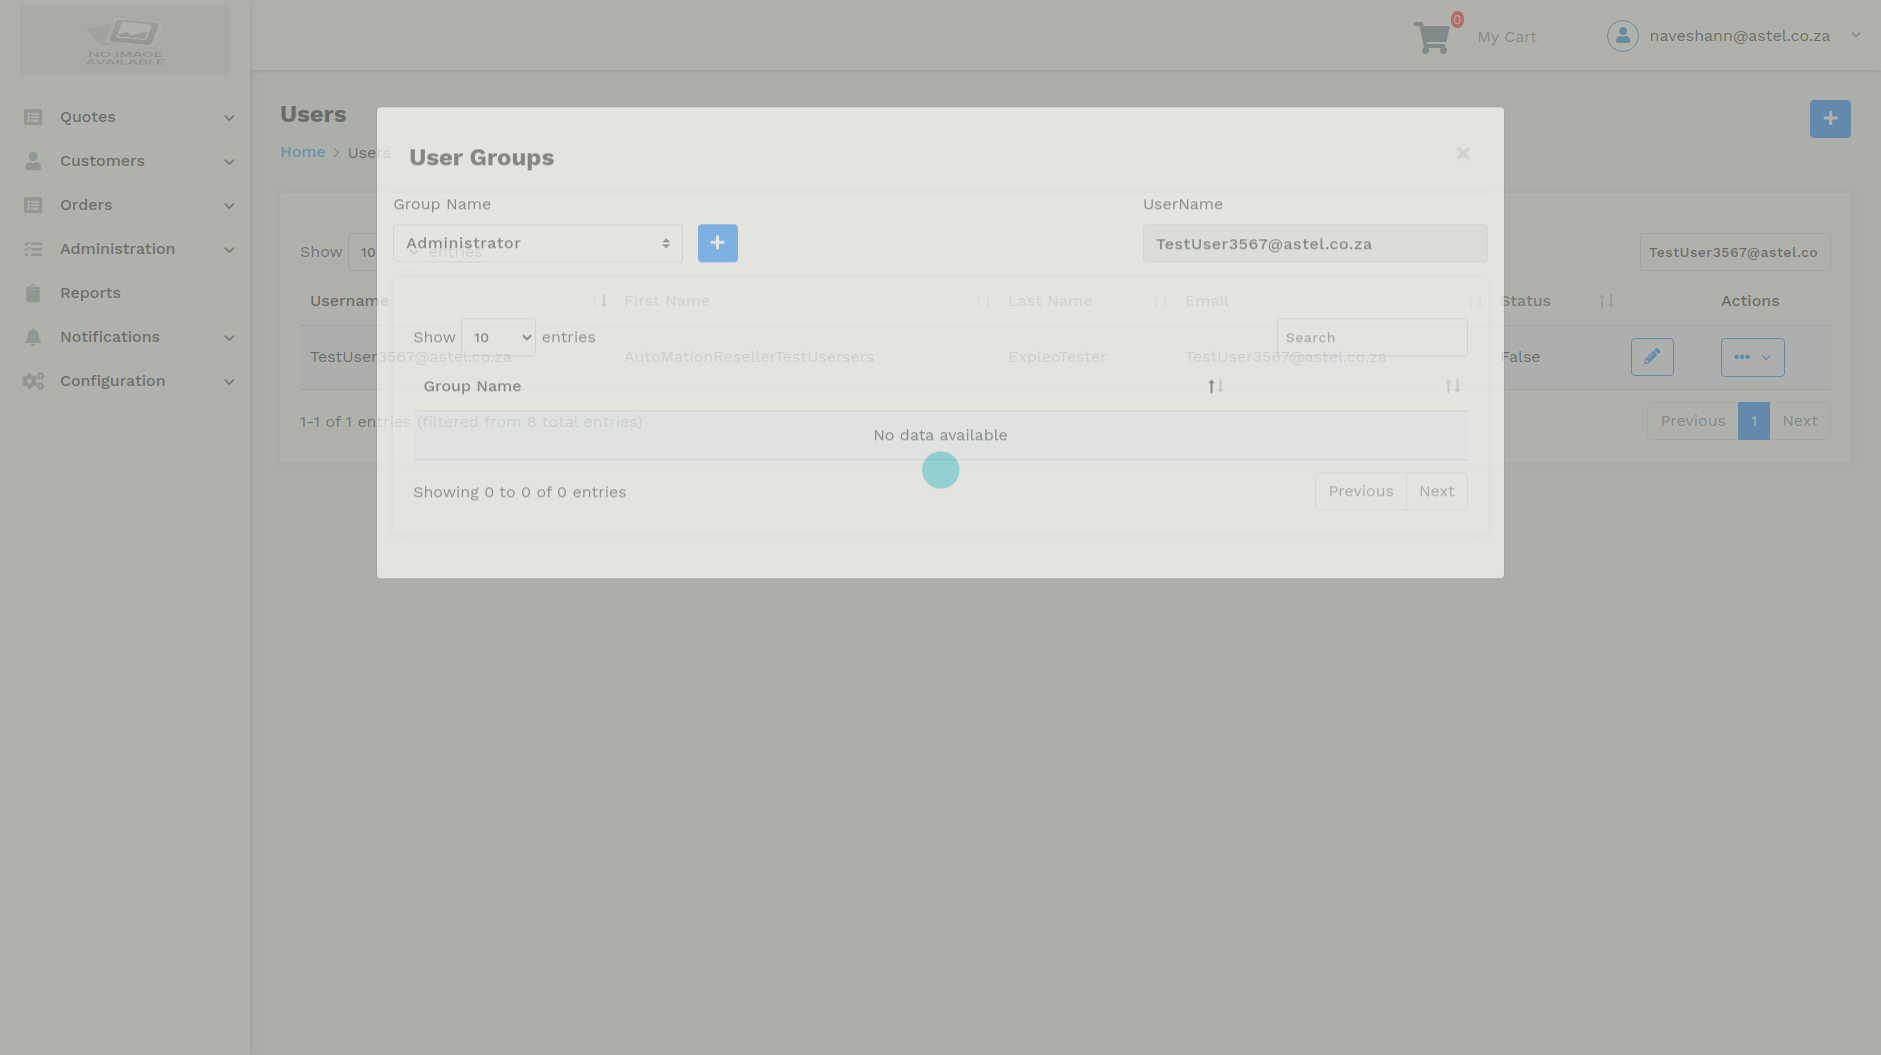 NO IMAGE
AVAILABLE
0
My Cart
naveshann@astel.co.za
Quotes
Customers
Orders
Administration
Reports
Notifications
Configuration
Users
Home > Users
User Groups
Group Name
UserName
Administrator
TestUser3567@astel.co.za
Show 10 entries
TestUser3567@astel.co
Username First Name Last Name Email Status Actions
Show 10 entries
Search
TestUser3567@astel.co.za AutoMationResellerTestUsersers ExpleoTester TestUser3567@astel.co.za False
Group Name
1-1 of 1 entries (filtered from 8 total entries)
Previous 1 Next
No data available
Showing 0 to 0 of 0 entries
Previous Next